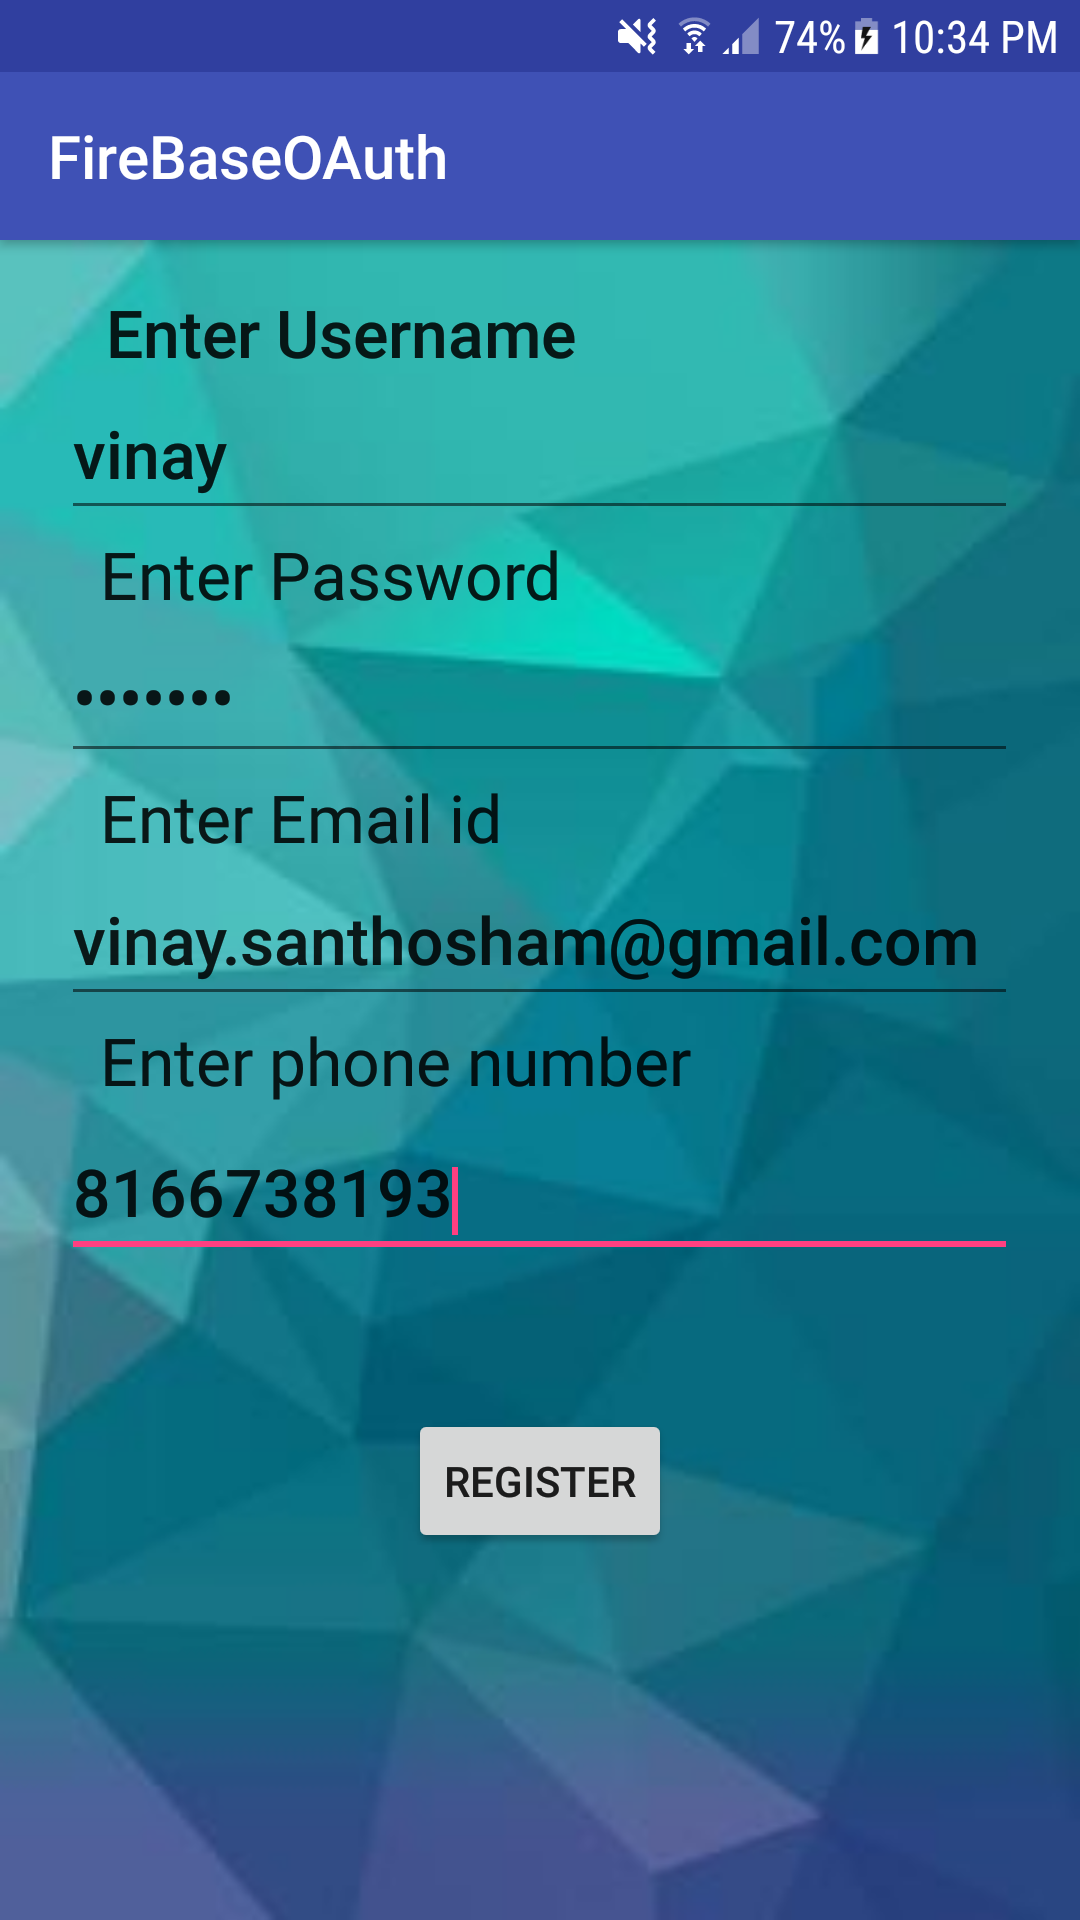 74% 10:34 PM
FireBaseOAuth
Enter Username
vinay
Enter Password
•••••••
Enter Email id
vinay.santhosham@gmail.com
Enter phone number
8166738193
REGISTER